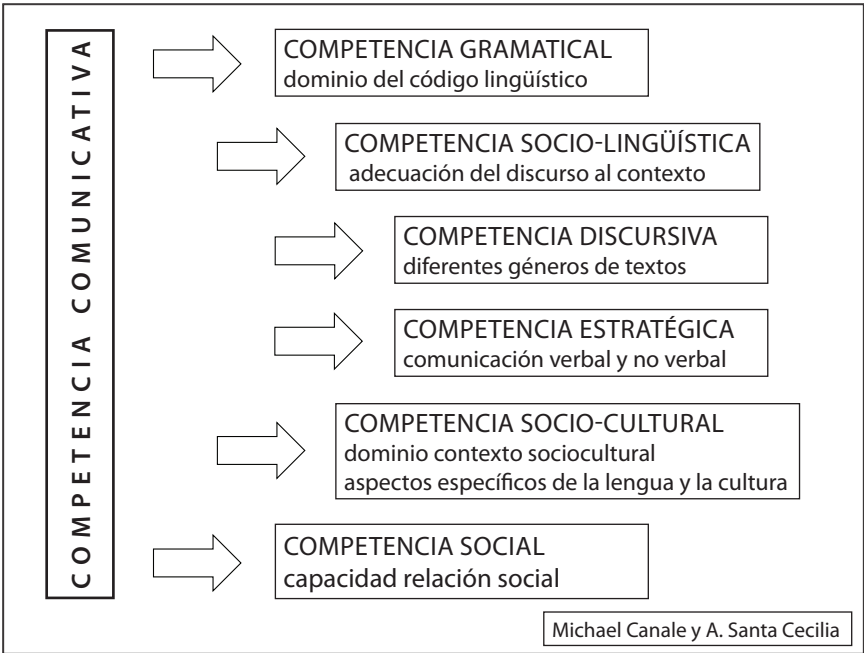 COMPETENCIA COMUNICATIVA
COMPETENCIA GRAMATICAL
dominio del código lingüístico
COMPETENCIA SOCIO-LINGÜÍSTICA
adecuación del discurso al contexto
COMPETENCIA DISCURSIVA
diferentes géneros de textos
COMPETENCIA ESTRATÉGICA
comunicación verbal y no verbal
COMPETENCIA SOCIO-CULTURAL
dominio contexto sociocultural
aspectos específicos de la lengua y la cultura
COMPETENCIA SOCIAL
capacidad relación social
Michael Canale y A. Santa Cecilia